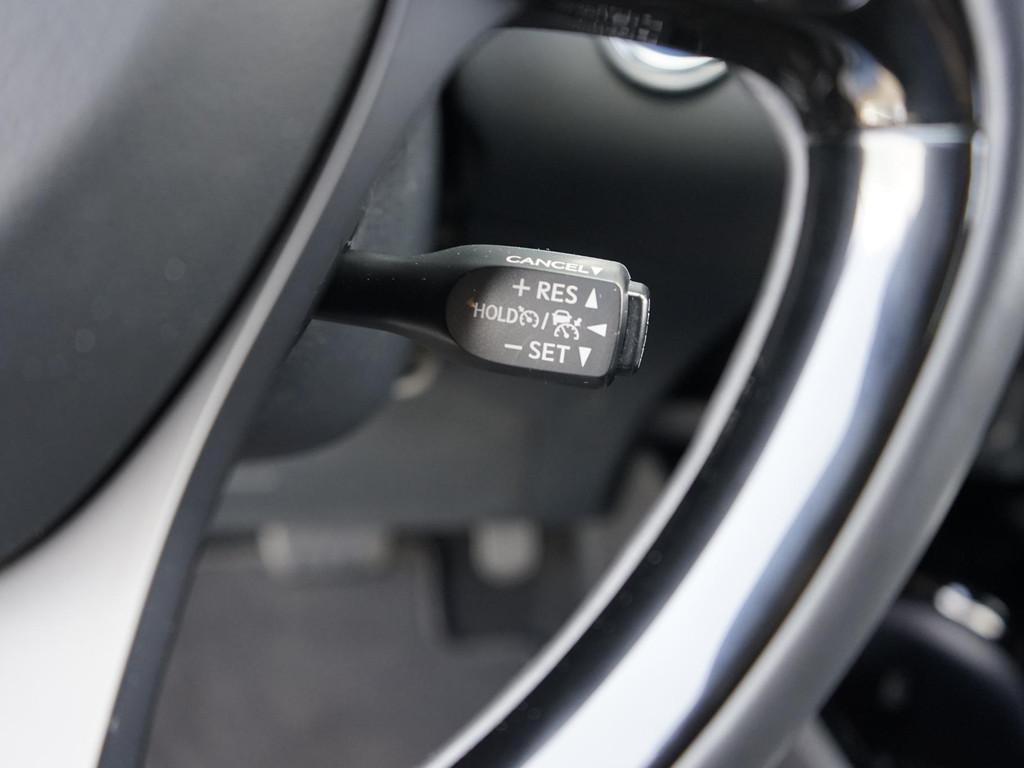 CANCEL▼
+ RES ▲
HOLD / ◀
− SET ▼